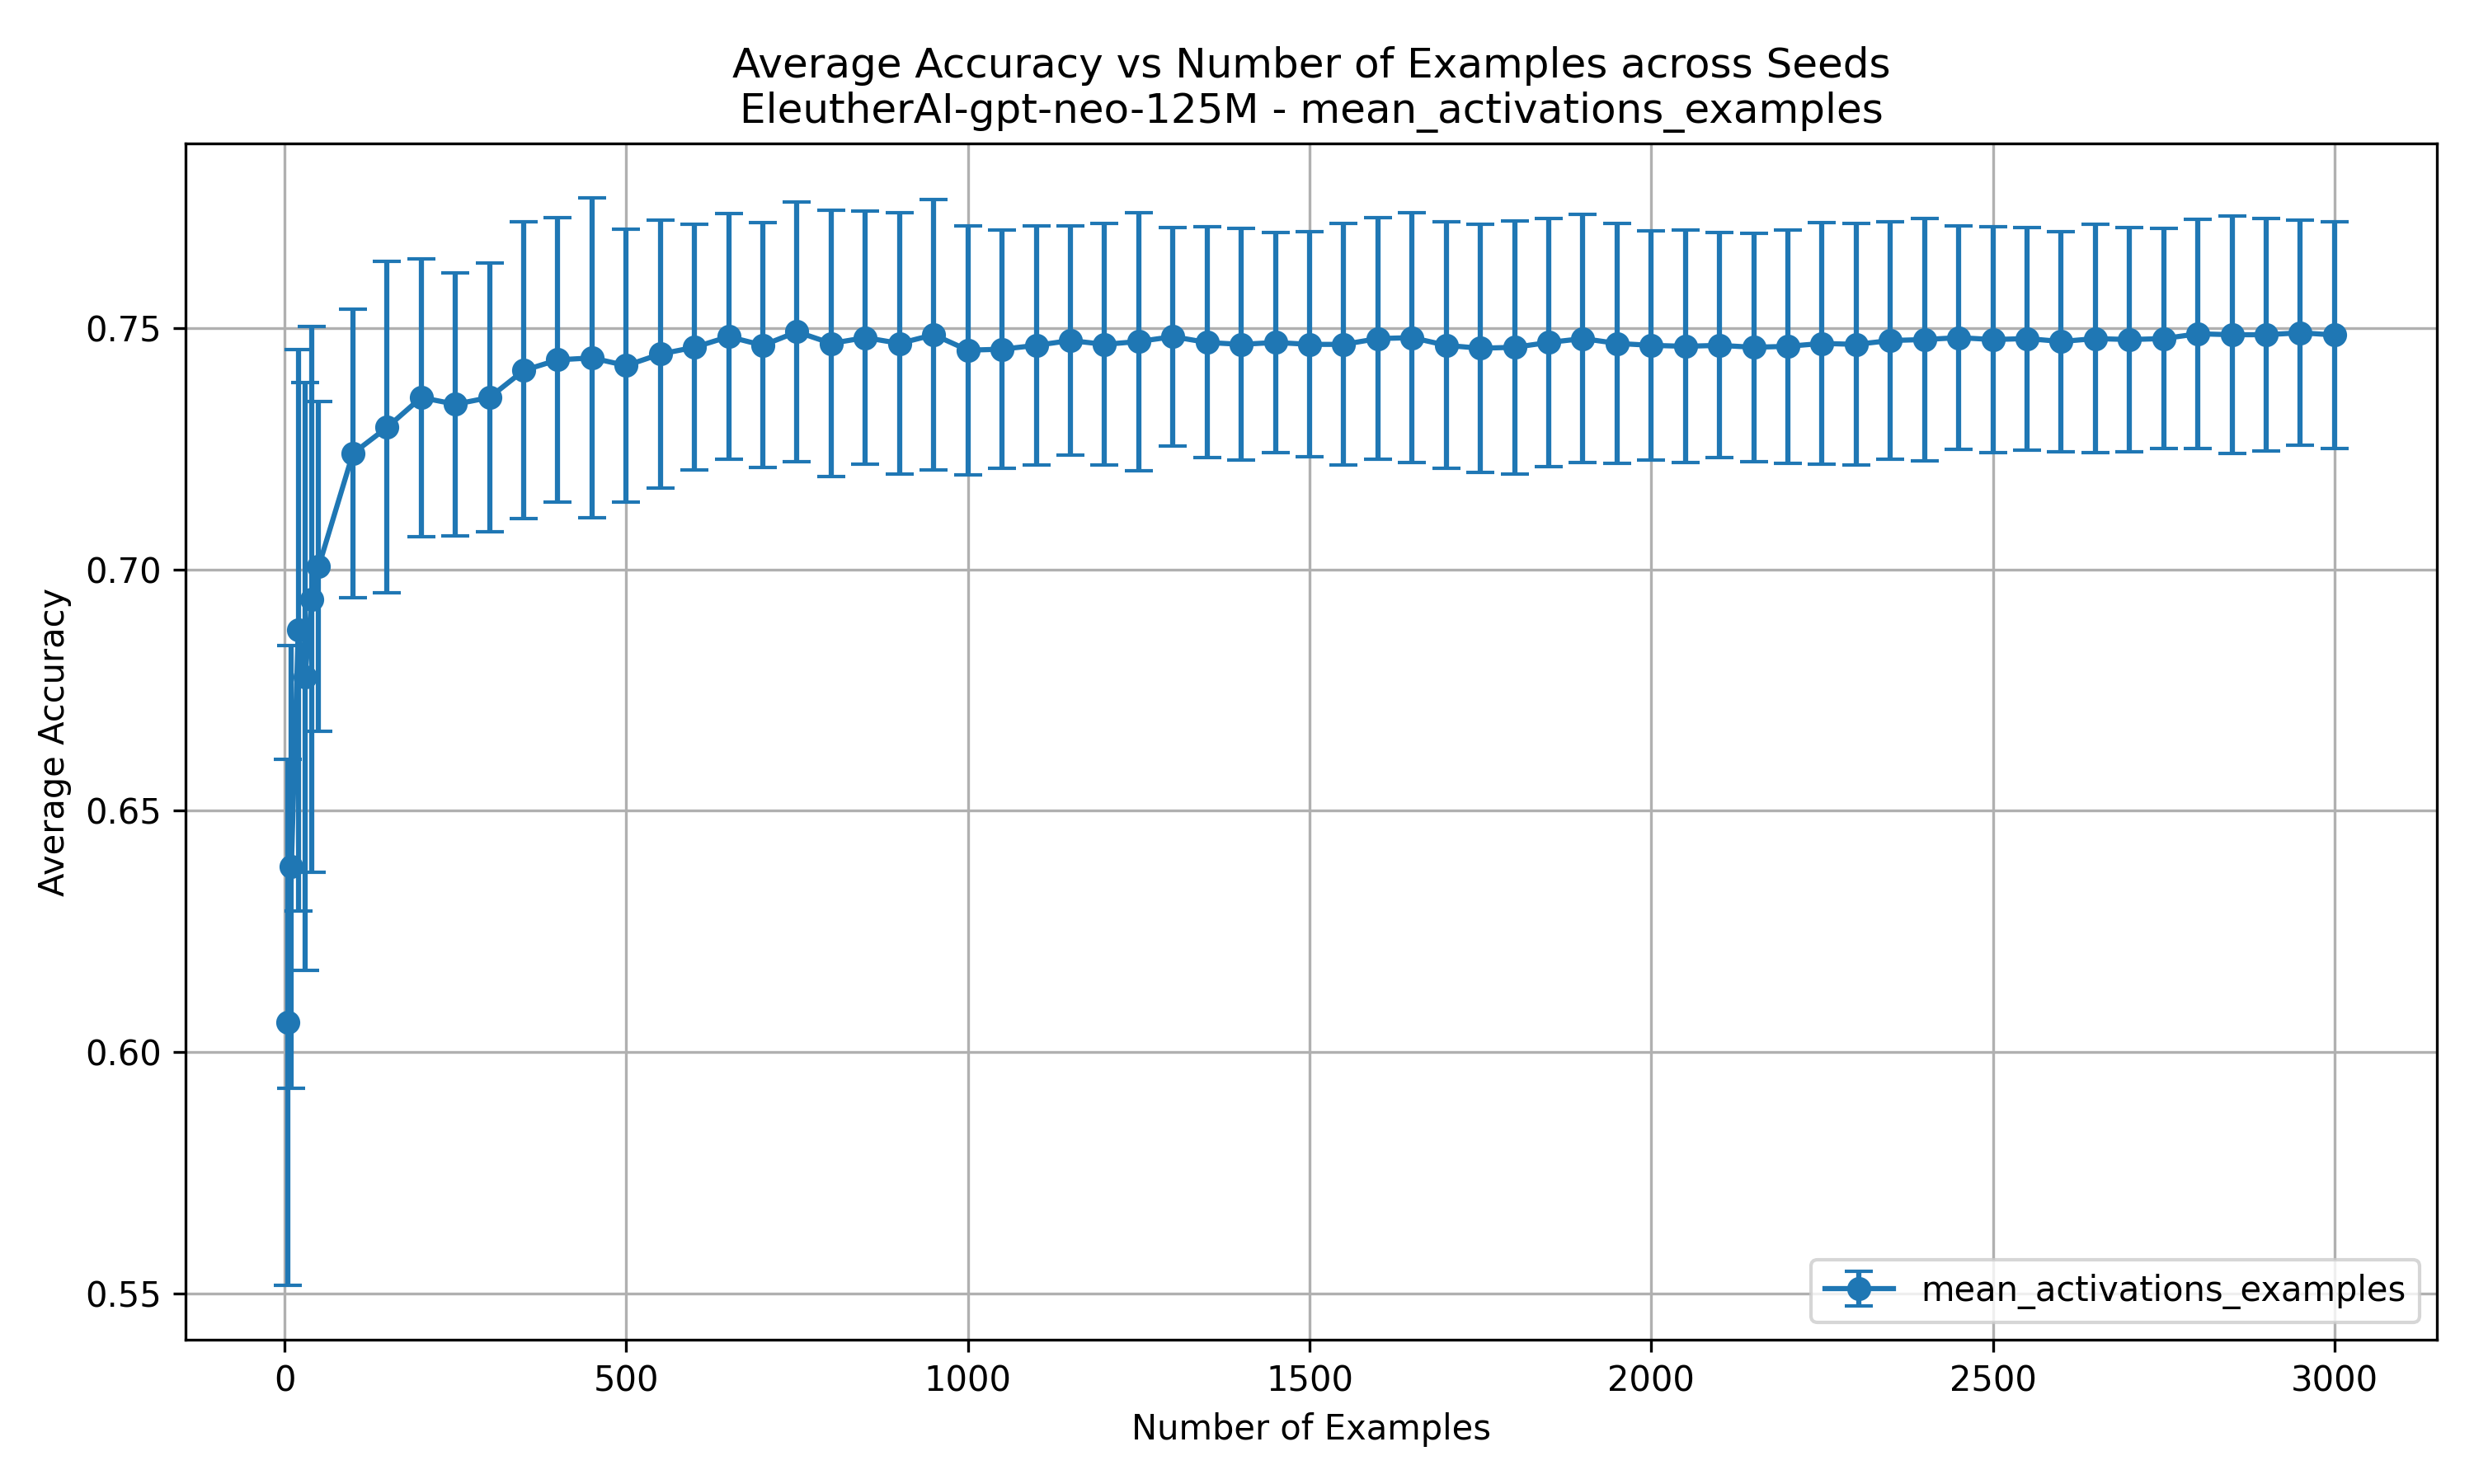 Average Accuracy vs Number of Examples across Seeds
EleutherAI-gpt-neo-125M - mean_activations_examples
Average Accuracy
0.75
0.70
0.65
0.60
0.55
mean_activations_examples
0 500 1000 1500 2000 2500 3000
Number of Examples